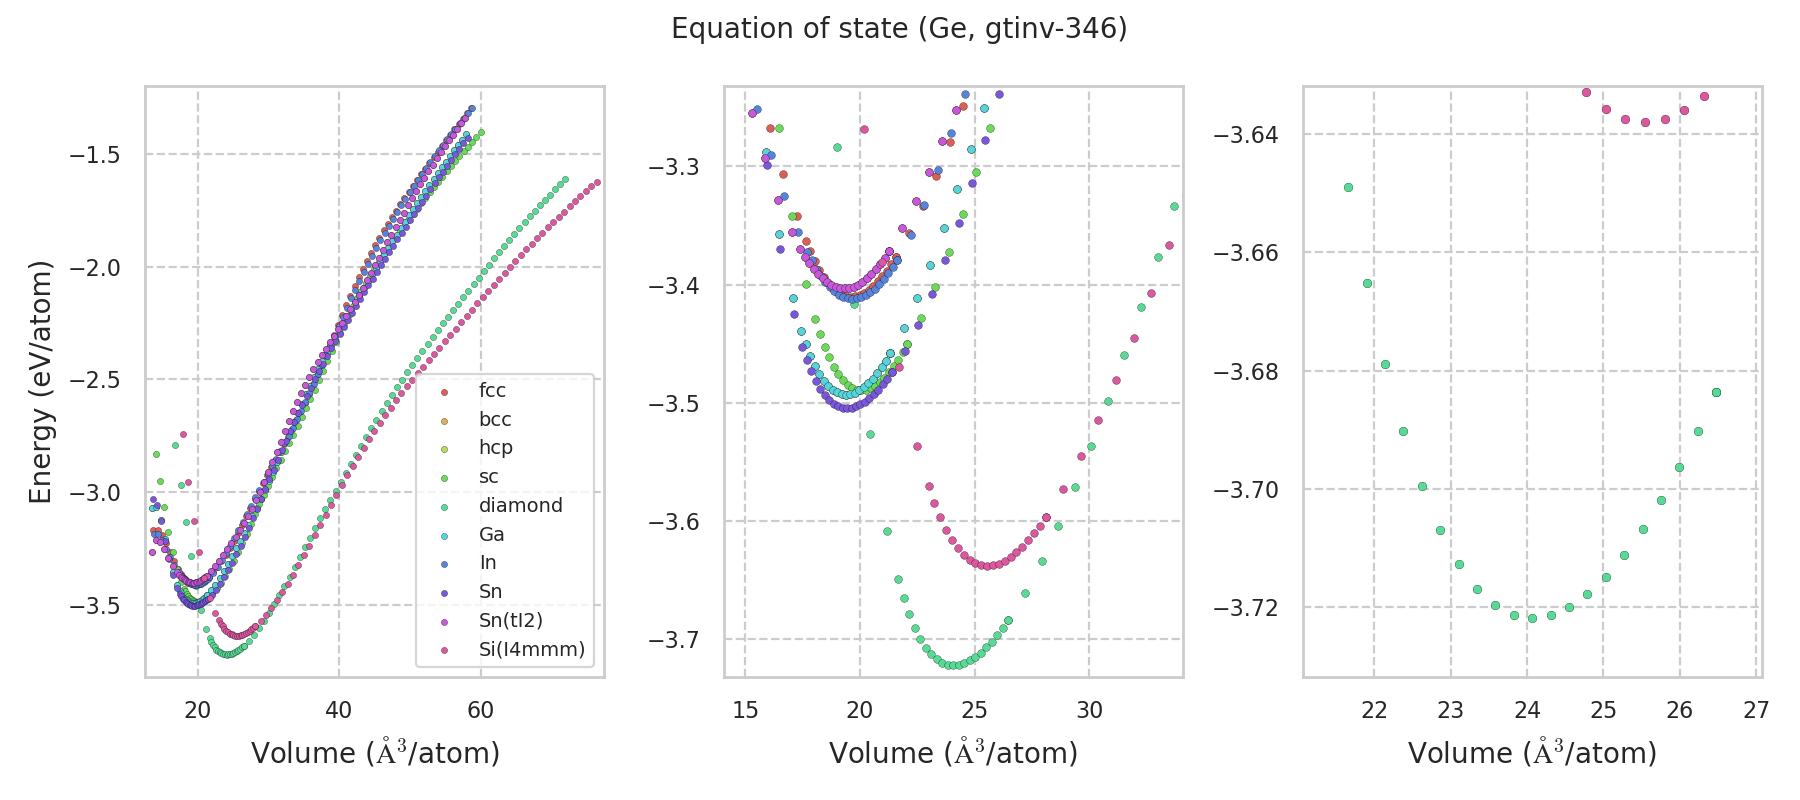 Equation of state (Ge, gtinv-346)
Energy (eV/atom)
−1.5
−2.0
−2.5
−3.0
−3.5
20
40
60
Volume (Å³/atom)
fcc
bcc
hcp
sc
diamond
Ga
In
Sn
Sn(tI2)
Si(I4mmm)
−3.3
−3.4
−3.5
−3.6
−3.7
15
20
25
30
Volume (Å³/atom)
−3.64
−3.66
−3.68
−3.70
−3.72
22
23
24
25
26
27
Volume (Å³/atom)